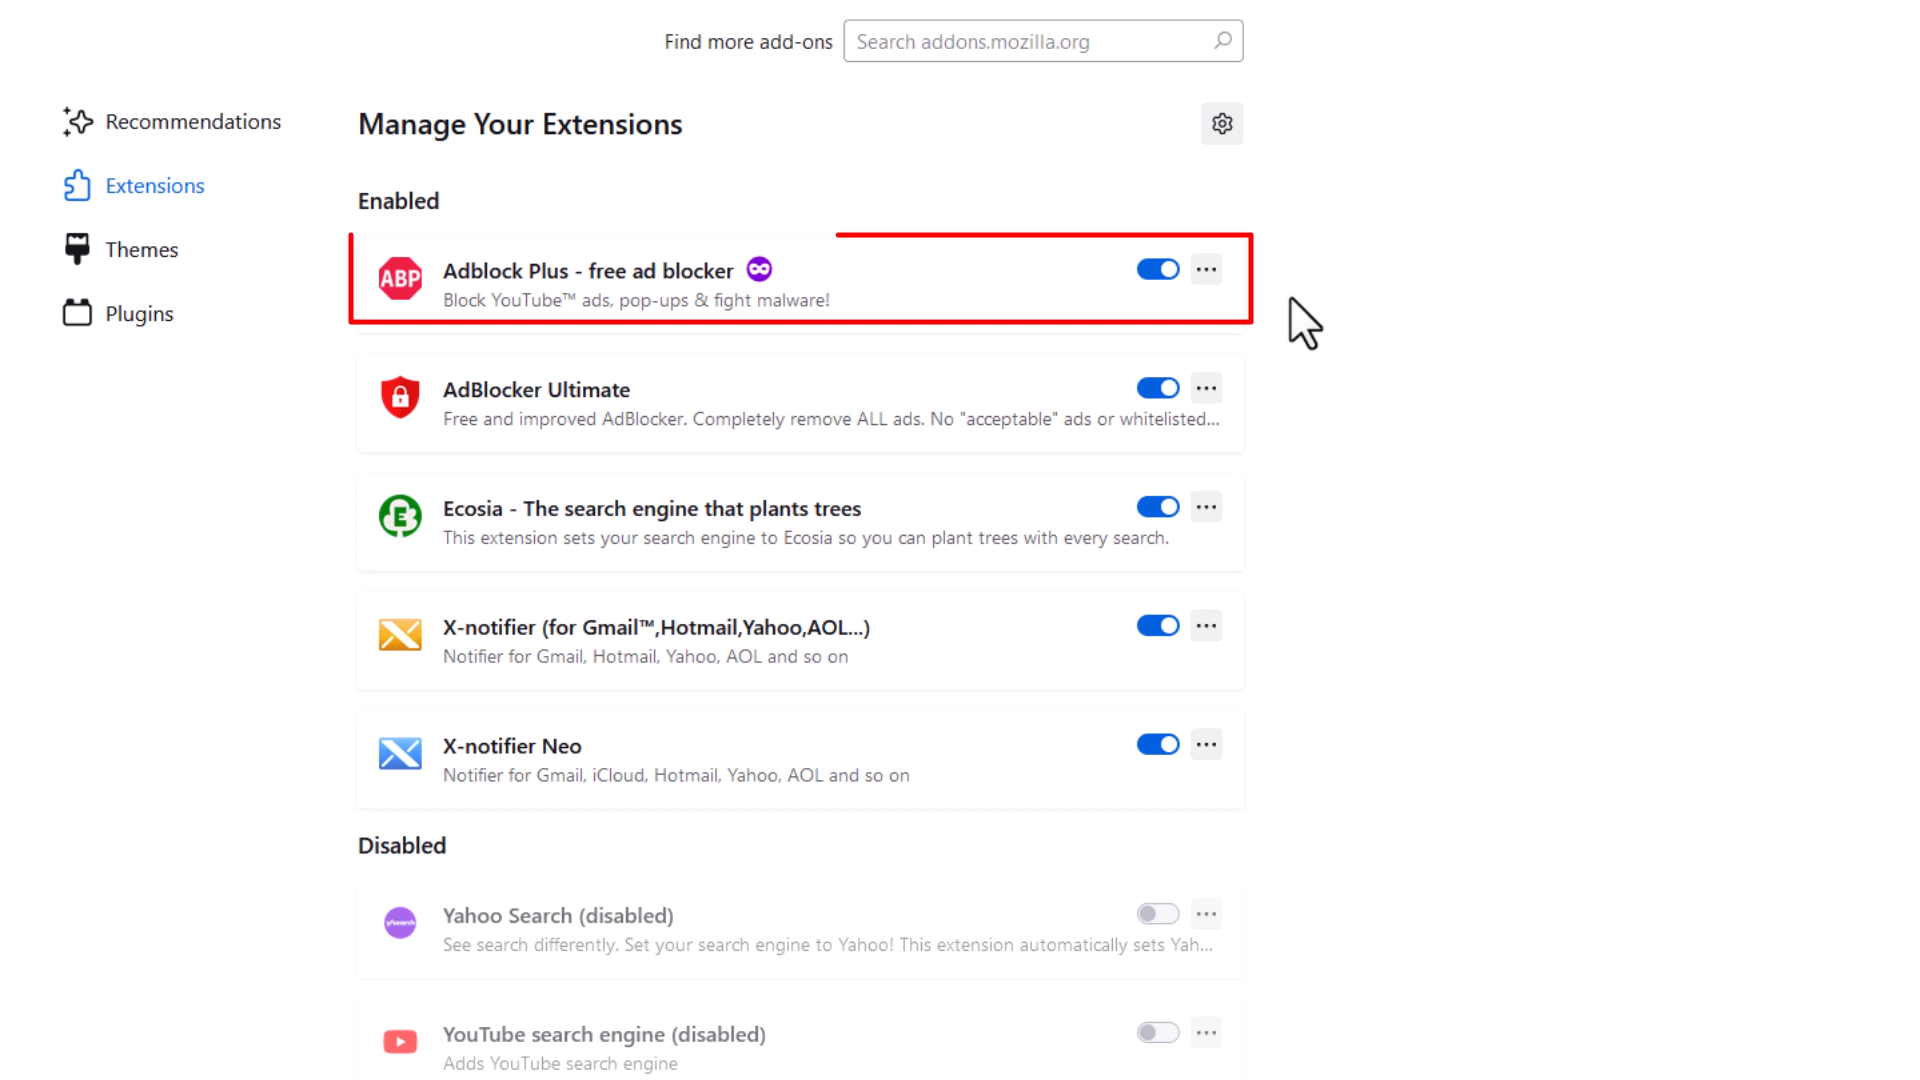 Find more add-ons
Search addons.mozilla.org
Recommendations
Extensions
Themes
Plugins
Manage Your Extensions
Enabled
ABP
Adblock Plus - free ad blocker
Block YouTube™ ads, pop-ups & fight malware!
AdBlocker Ultimate
Free and improved AdBlocker. Completely remove ALL ads. No "acceptable" ads or whitelisted...
Ecosia - The search engine that plants trees
This extension sets your search engine to Ecosia so you can plant trees with every search.
X-notifier (for Gmail™,Hotmail,Yahoo,AOL...)
Notifier for Gmail, Hotmail, Yahoo, AOL and so on
X-notifier Neo
Notifier for Gmail, iCloud, Hotmail, Yahoo, AOL and so on
Disabled
Yahoo Search (disabled)
See search differently. Set your search engine to Yahoo! This extension automatically sets Yah...
YouTube search engine (disabled)
Adds YouTube search engine